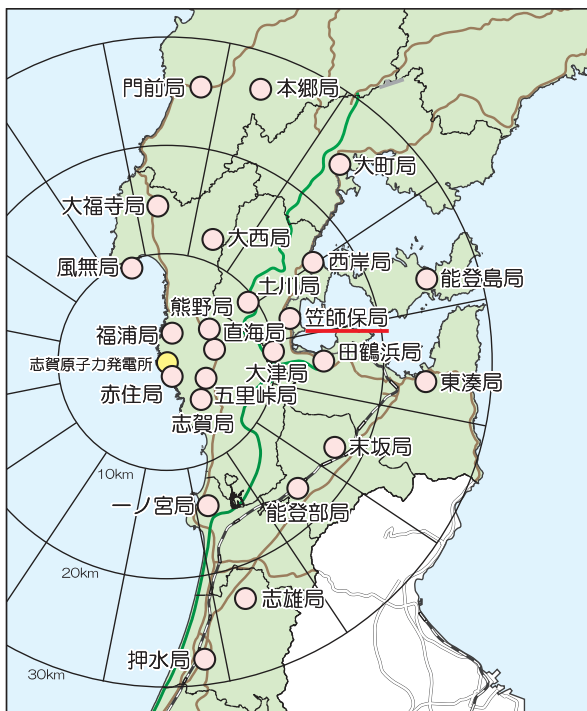 門前局
本郷局
大町局
大福寺局
大西局
西岸局
風無局
能登島局
土川局
熊野局
笠師保局
福浦局
直海局
志賀原子力発電所
大津局
田鶴浜局
赤住局
五里峠局
東湊局
志賀局
末坂局
10km
一ノ宮局
能登部局
20km
志雄局
押水局
30km